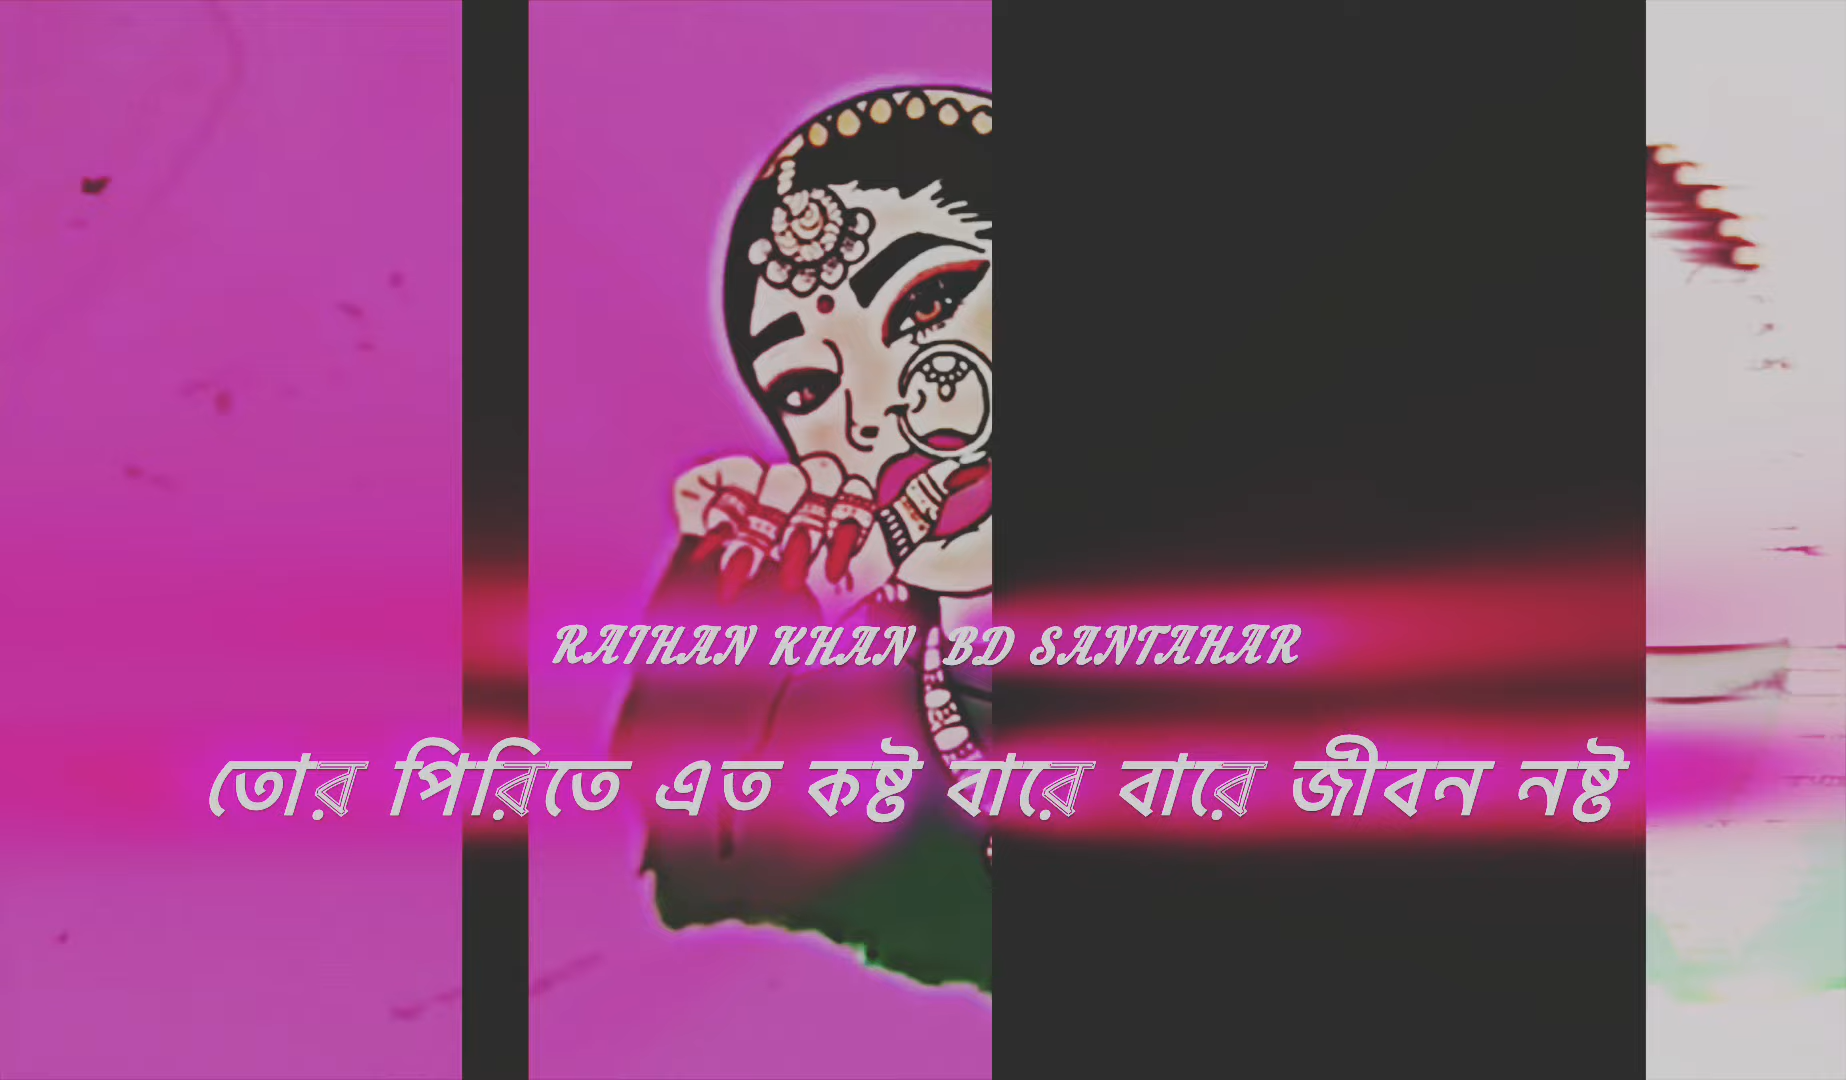 RAIHAN KHAN BD SANTAHAR
তোর পিরিতে এত কষ্ট বারে বারে জীবন নষ্ট